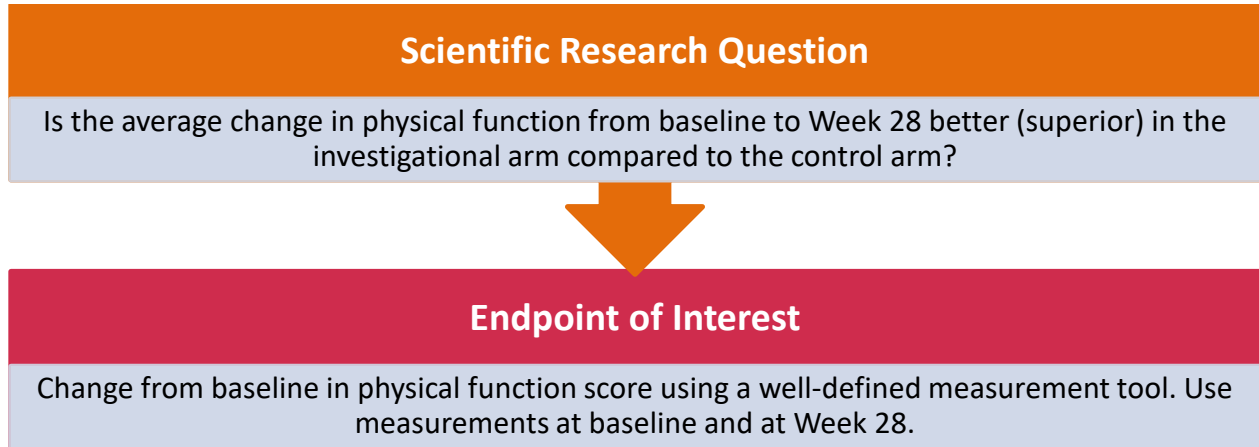 Scientific Research Question
Is the average change in physical function from baseline to Week 28 better (superior) in the
investigational arm compared to the control arm?
Endpoint of Interest
Change from baseline in physical function score using a well-defined measurement tool. Use
measurements at baseline and at Week 28.